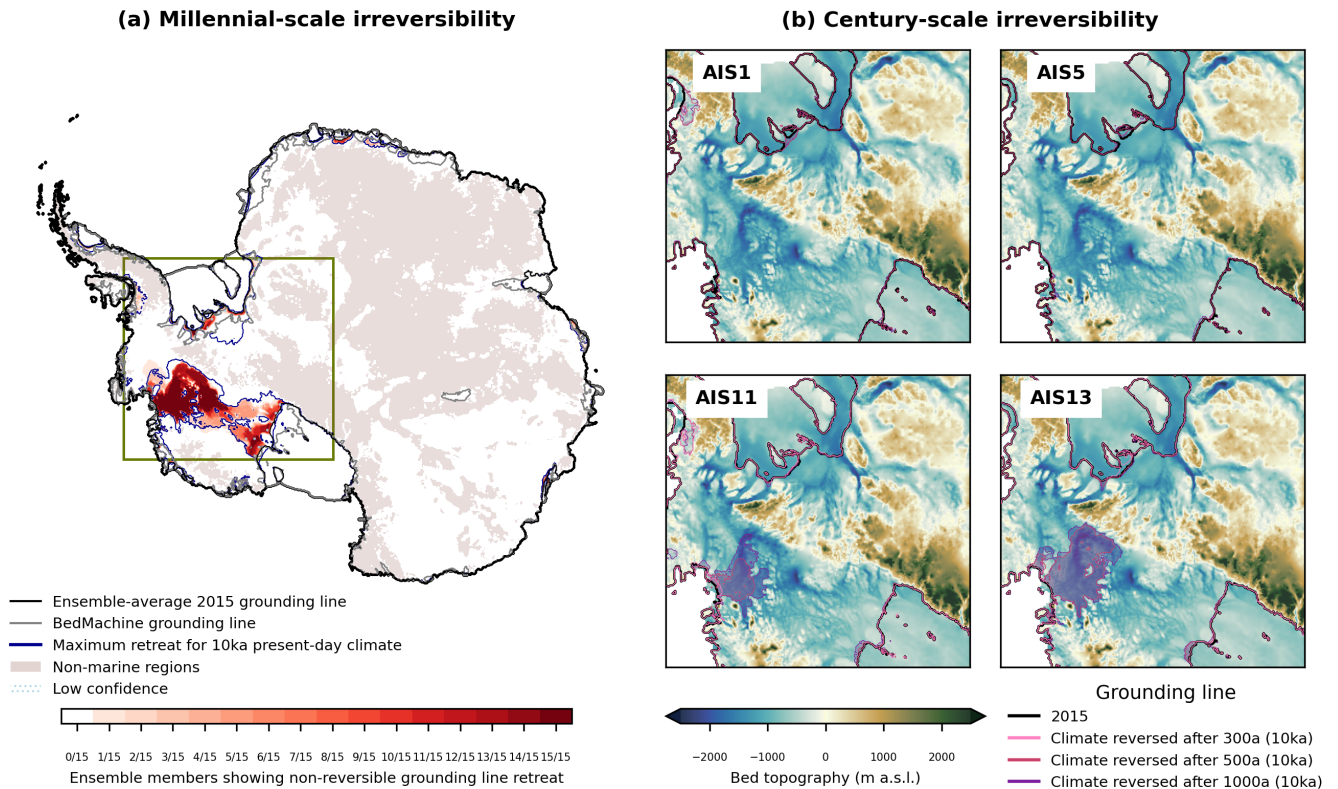 (a) Millennial-scale irreversibility
(b) Century-scale irreversibility
AIS1
AIS5
AIS11
AIS13
Ensemble-average 2015 grounding line
BedMachine grounding line
Maximum retreat for 10ka present-day climate
Non-marine regions
Low confidence
0/15 1/15 2/15 3/15 4/15 5/15 6/15 7/15 8/15 9/15 10/15 11/15 12/15 13/15 14/15 15/15
Ensemble members showing non-reversible grounding line retreat
−2000 −1000 0 1000 2000
Bed topography (m a.s.l.)
Grounding line
2015
Climate reversed after 300a (10ka)
Climate reversed after 500a (10ka)
Climate reversed after 1000a (10ka)